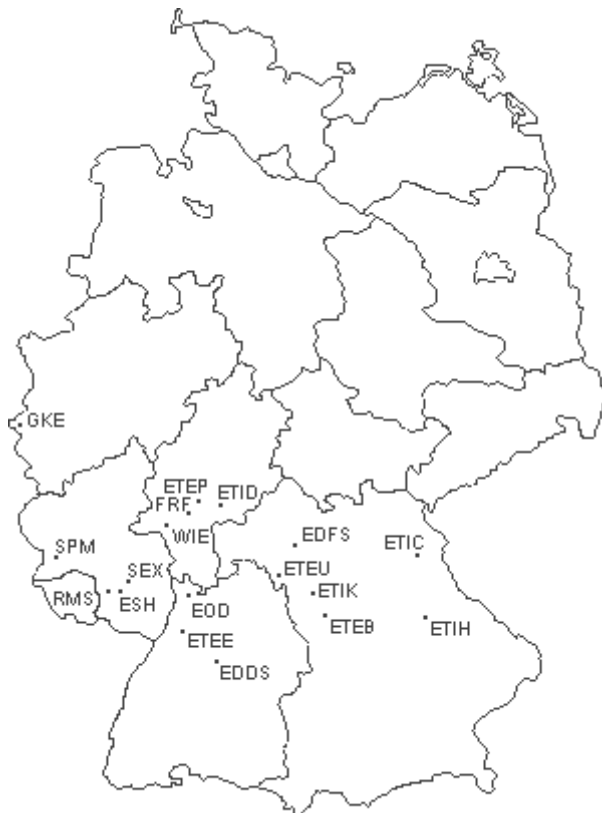 GKE
ETEP
ETID
FRF
WIE
EDFS
ETIC
SPM
SEX
ETEU
RMS
ESH
EOD
ETIK
ETEB
ETIH
ETEE
EDDS